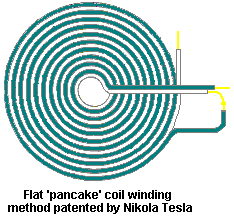 Flat 'pancake' coil winding
method patented by Nikola Tesla